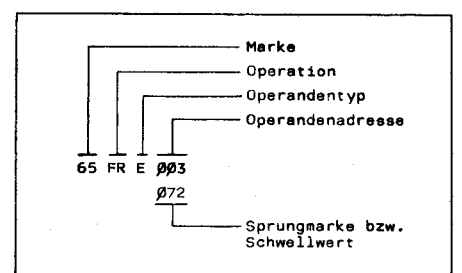 Marke
Operation
Operandentyp
Operandenadresse
65 FR E ØØ3
Ø72
Sprungmarke bzw.
Schwellwert